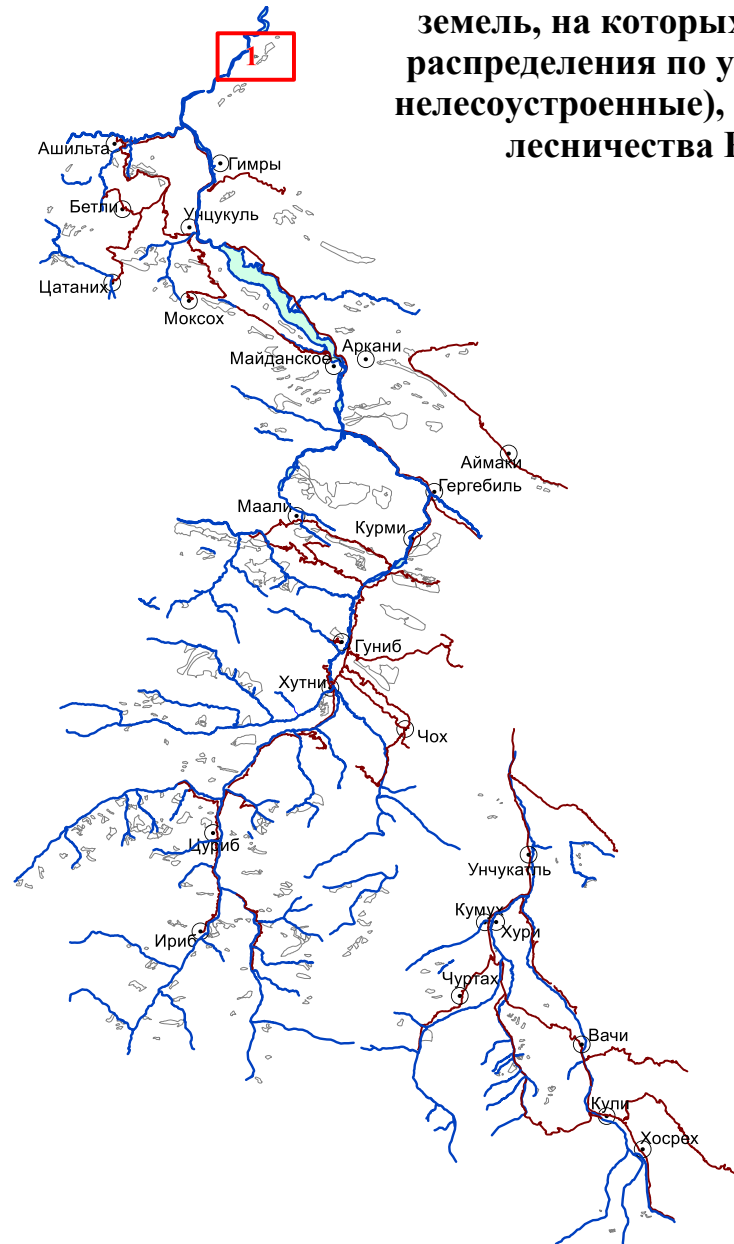 земель, на которых
распределения по у
нелесоустроенные),
лесничества
1
Ашильта
Гимры
Бетли
Унцукуль
Цатаних
Моксох
Аркани
Майданское
Аймаки
Гергебиль
Маали
Курми
Гуниб
Хутни
Чох
Цуриб
Унчукатль
Кумух
Хури
Ириб
Чуртах
Вачи
Кули
Хосрех